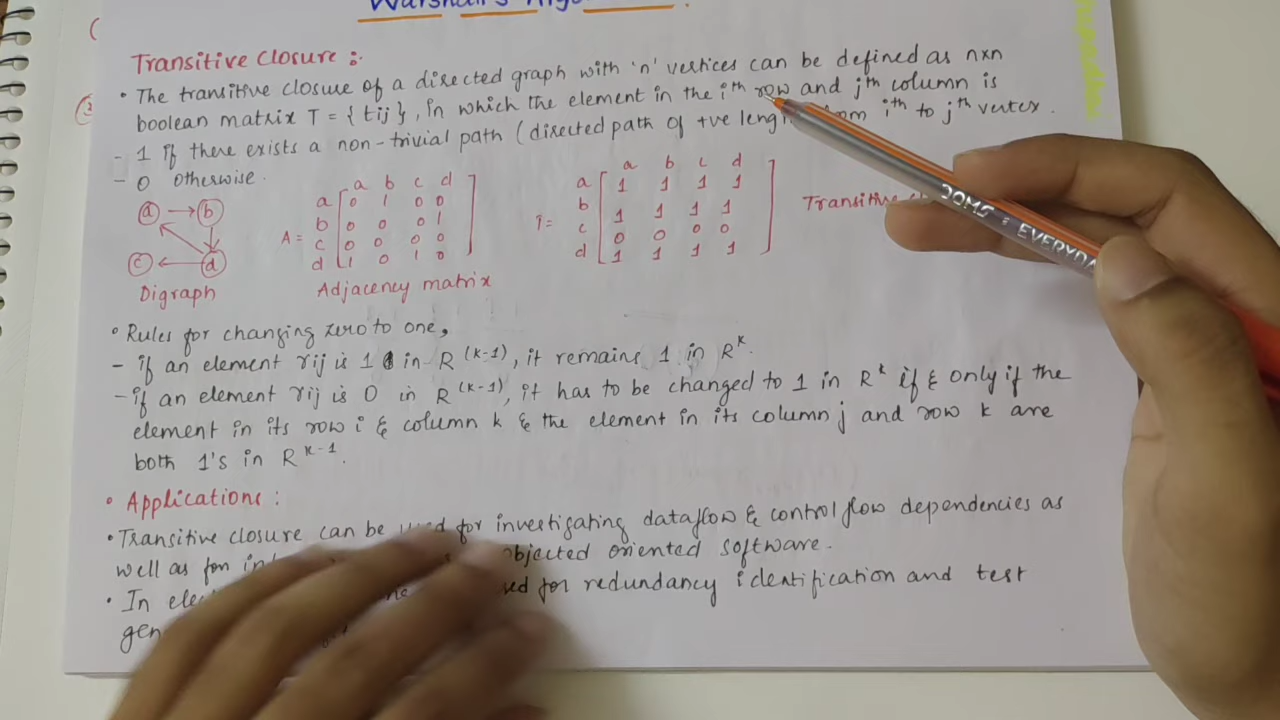 Warshall's Algo
Transitive Closure :-
• The transitive closure of a directed graph with 'n' vertices can be defined as nxn
boolean matrix T = { tij }, in which the element in the ith row and jth column is
- 1 if there exists a non-trivial path (directed path of +ve from ith to jth vertex.
- 0 otherwise.
a b
c d
Digraph
a b c d
a 0 1 0 0
A = b 0 0 0 1
c 0 0 0 0
d 1 0 1 0
Adjacency matrix
a b c d
a 1 1 1 1
T = b 1 1 1 1
c 0 0 0 0
d 1 1 1 1
Transitive
• Rules for changing zero to one,
- if an element rij is 1 in R (k-1), it remains 1 in R k.
- if an element rij is 0 in R (k-1), it has to be changed to 1 in R k if & only if the
element in its row i & column k & the element in its column j and row k are
both 1's in R k-1.
• Applications :
• Transitive closure can be used for investigating data flow & control flow dependencies as
well as for objected oriented software.
• In for redundancy identification and test
DOMS = EVERYDA